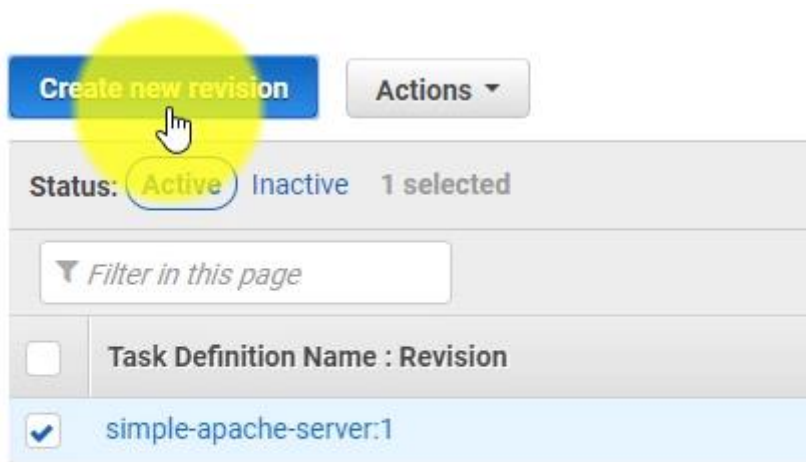 Create new revision Actions
Status: Active Inactive 1 selected
Filter in this page
Task Definition Name : Revision
simple-apache-server:1